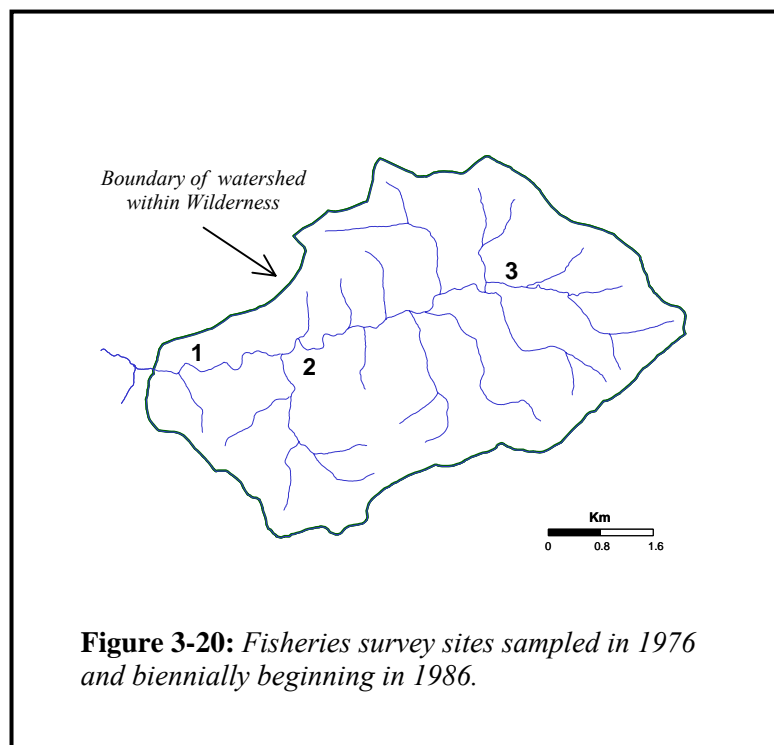 Boundary of watershed
within Wilderness
3
1
2
Km
0 0.8 1.6
Figure 3-20: Fisheries survey sites sampled in 1976
and biennially beginning in 1986.